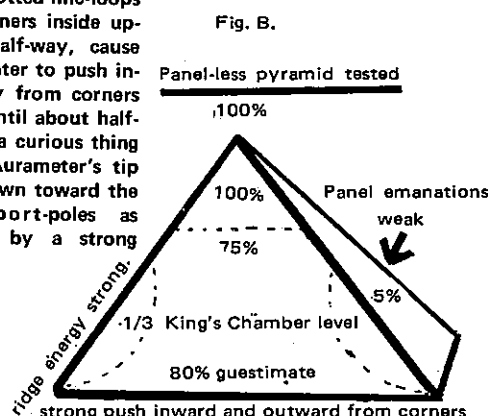 otted line-loops
ners inside up-
alf-way, cause
ter to push in-
y from corners
ntil about half-
a curious thing
Aurameter's tip
wn toward the
port-poles as
by a strong
Fig. B.
Panel-less pyramid tested
100%
100%
Panel emanations
weak
75%
5%
ridge energy strong.
1/3 King's Chamber level
80% guestimate
strong push inward and outward from corners